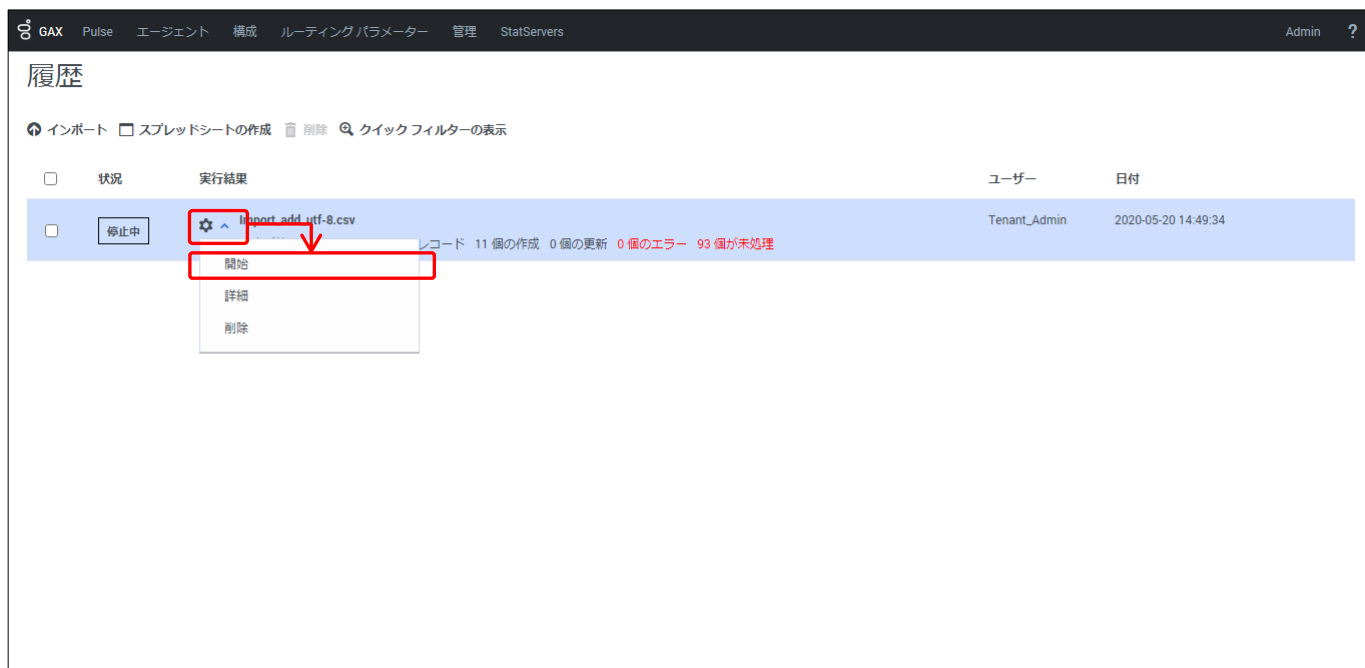 GAX Pulse エージェント 構成 ルーティング パラメーター 管理 StatServers Admin ?
履歴
インポート スプレッドシートの作成 削除 クイック フィルターの表示
状況 実行結果 ユーザー 日付
停止中 Import_add_utf-8.csv Tenant_Admin 2020-05-20 14:49:34
レコード 11 個の作成 0 個の更新 0 個のエラー 93 個が未処理
開始
詳細
削除